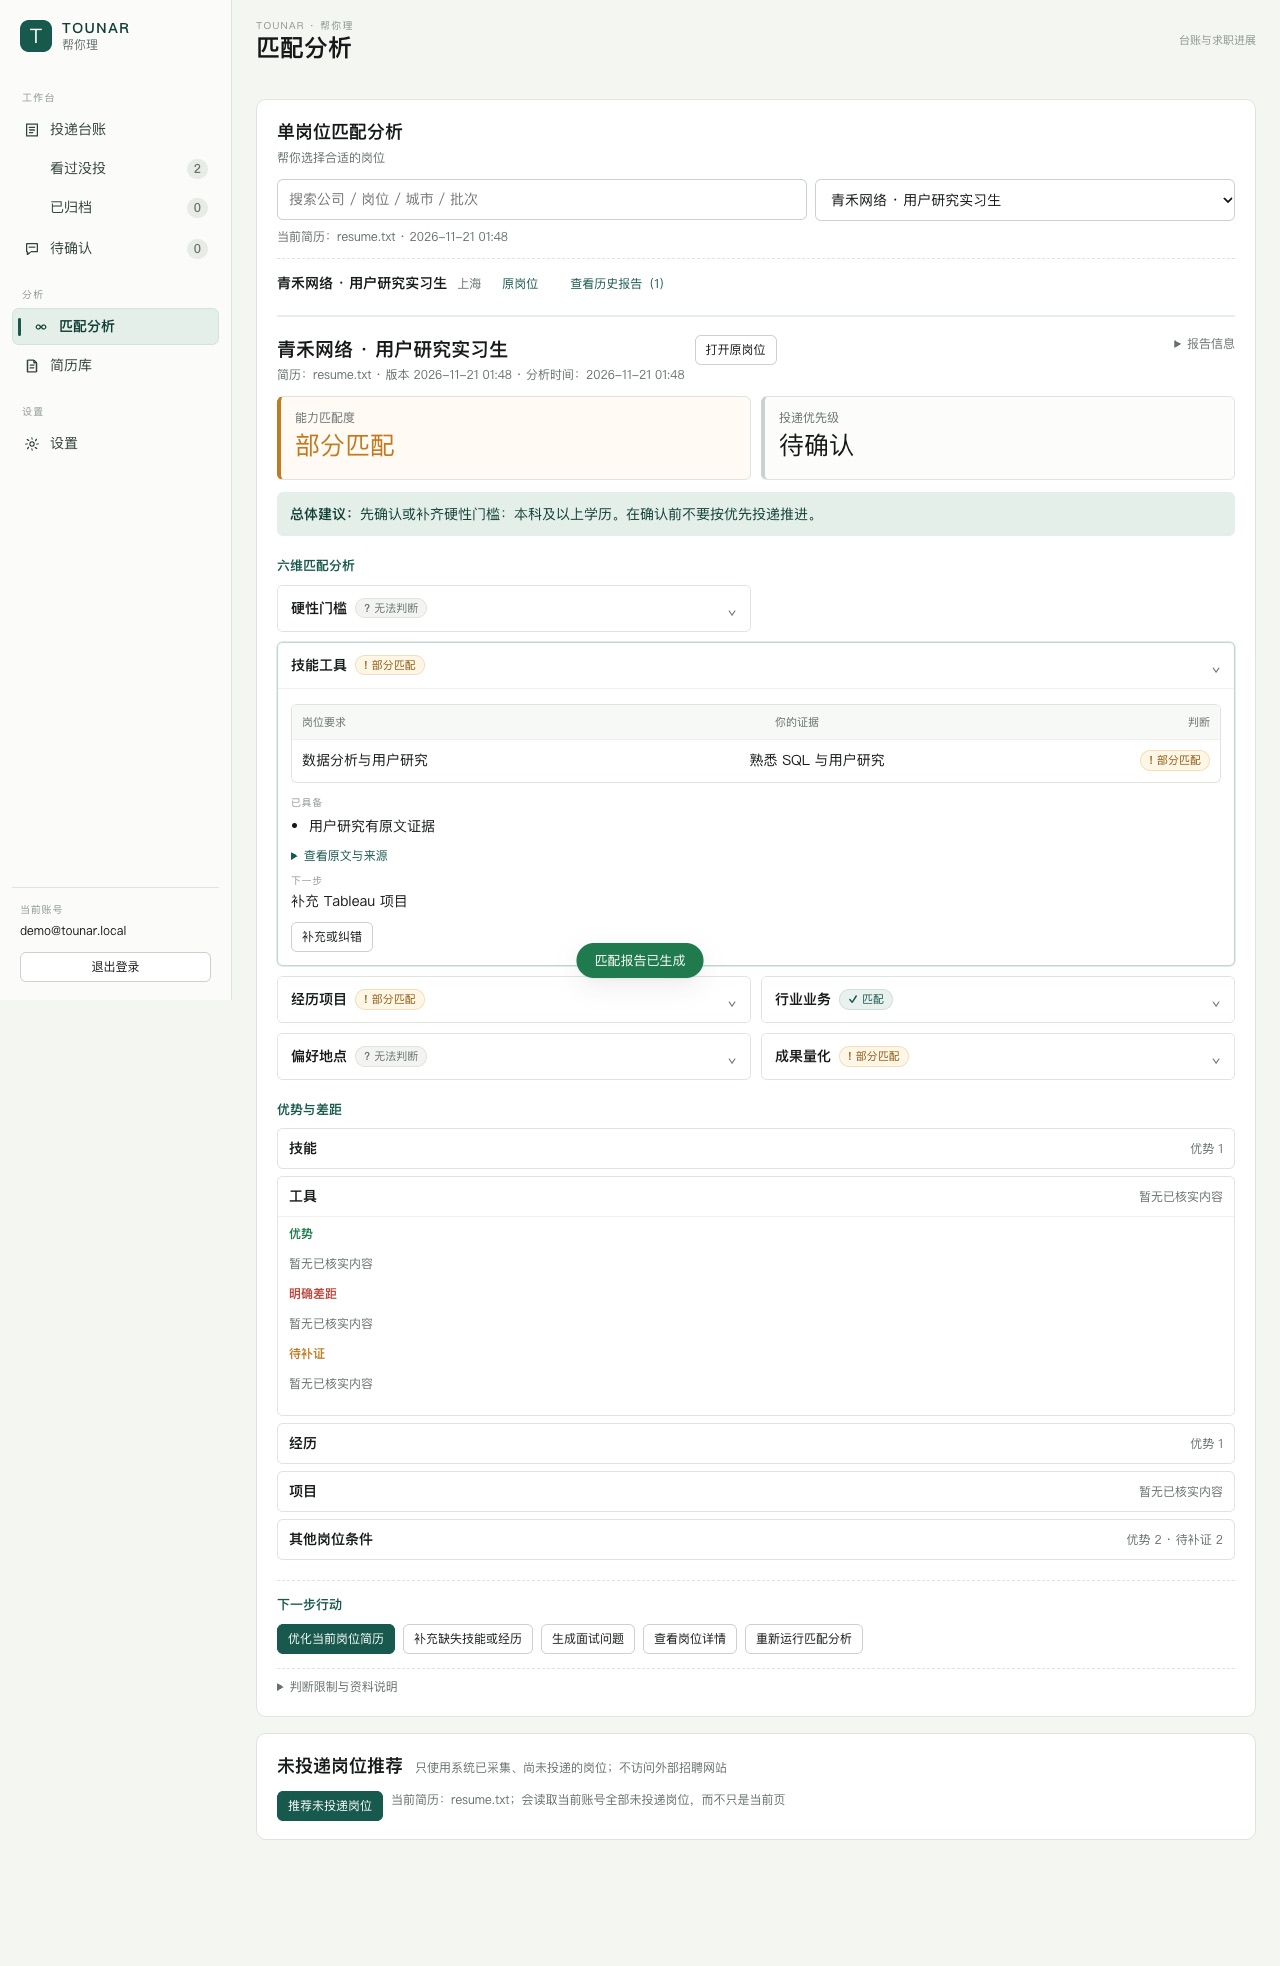 T TOUNAR
帮你理
工作台
投递台账
看过没投 2
已归档 0
待确认 0
分析
匹配分析
简历库
设置
设置
当前账号
demo@tounar.local
退出登录
TOUNAR · 帮你理
匹配分析
台账与求职进展
单岗位匹配分析
帮你选择合适的岗位
搜索公司 / 岗位 / 城市 / 批次 青禾网络 · 用户研究实习生
当前简历：resume.txt · 2026-11-21 01:48
青禾网络 · 用户研究实习生 上海 原岗位 查看历史报告（1）
青禾网络 · 用户研究实习生 打开原岗位 ▶ 报告信息
简历：resume.txt · 版本 2026-11-21 01:48 · 分析时间：2026-11-21 01:48
能力匹配度
部分匹配
投递优先级
待确认
总体建议：先确认或补齐硬性门槛：本科及以上学历。在确认前不要按优先投递推进。
六维匹配分析
硬性门槛 ? 无法判断
技能工具 ! 部分匹配
岗位要求 你的证据 判断
数据分析与用户研究 熟悉 SQL 与用户研究 ! 部分匹配
已具备
• 用户研究有原文证据
▶ 查看原文与来源
下一步
补充 Tableau 项目
补充或纠错
匹配报告已生成
经历项目 ! 部分匹配 行业业务 ✓ 匹配
偏好地点 ? 无法判断 成果量化 ! 部分匹配
优势与差距
技能 优势 1
工具 暂无已核实内容
优势
暂无已核实内容
明确差距
暂无已核实内容
待补证
暂无已核实内容
经历 优势 1
项目 暂无已核实内容
其他岗位条件 优势 2 · 待补证 2
下一步行动
优化当前岗位简历 补充缺失技能或经历 生成面试问题 查看岗位详情 重新运行匹配分析
▶ 判断限制与资料说明
未投递岗位推荐 只使用系统已采集、尚未投递的岗位；不访问外部招聘网站
推荐未投递岗位 当前简历：resume.txt；会读取当前账号全部未投递岗位，而不只是当前页